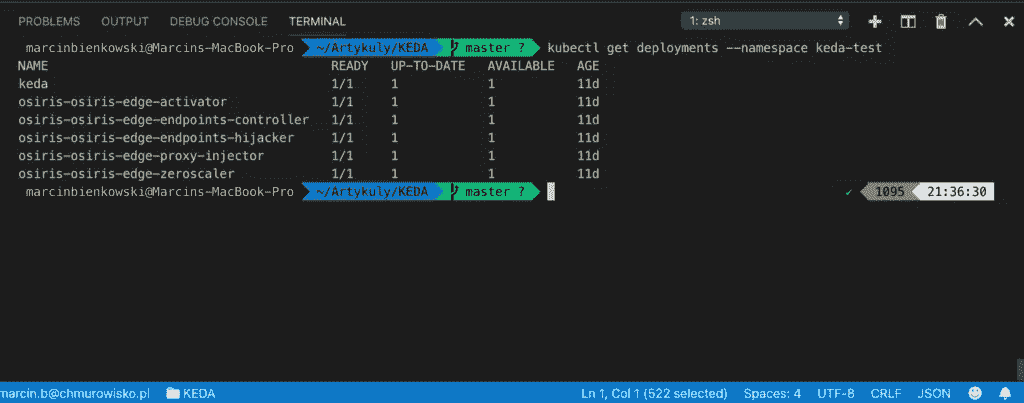 PROBLEMS OUTPUT DEBUG CONSOLE TERMINAL 1: zsh
marcinbienkowski@Marcins-MacBook-Pro ~/Artykuly/KEDA master ? kubectl get deployments --namespace keda-test
NAME READY UP-TO-DATE AVAILABLE AGE
keda 1/1 1 1 11d
osiris-osiris-edge-activator 1/1 1 1 11d
osiris-osiris-edge-endpoints-controller 1/1 1 1 11d
osiris-osiris-edge-endpoints-hijacker 1/1 1 1 11d
osiris-osiris-edge-proxy-injector 1/1 1 1 11d
osiris-osiris-edge-zeroscaler 1/1 1 1 11d
marcinbienkowski@Marcins-MacBook-Pro ~/Artykuly/KEDA master ? ✓ 1095 21:36:30
marcin.b@chmurowisko.pl KEDA Ln 1, Col 1 (522 selected) Spaces: 4 UTF-8 CRLF JSON